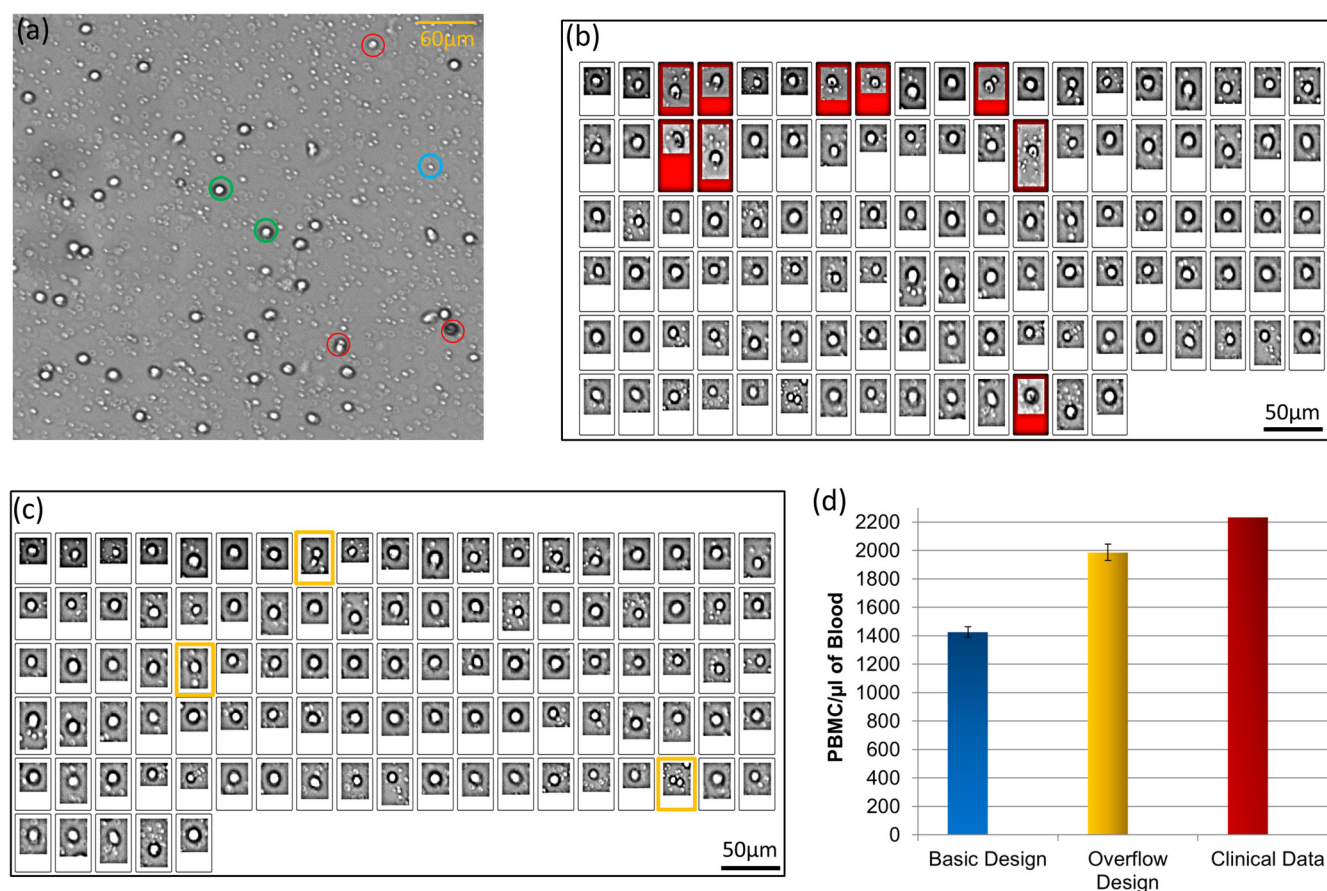 (a)
60μm
(b)
50μm
(c)
50μm
(d)
PBMC/μl of Blood
2200
2000
1800
1600
1400
1200
1000
800
600
400
200
0
Basic Design
Overflow
Design
Clinical Data